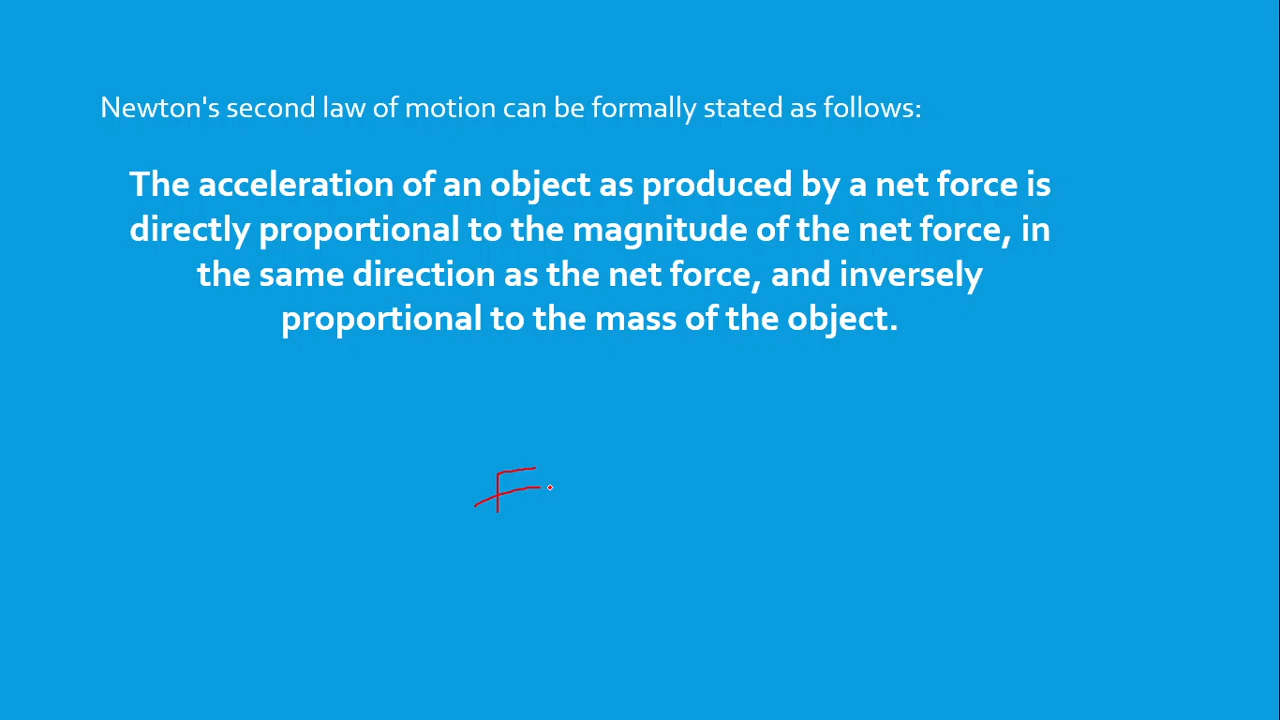 Newton's second law of motion can be formally stated as follows:
The acceleration of an object as produced by a net force is
directly proportional to the magnitude of the net force, in
the same direction as the net force, and inversely
proportional to the mass of the object.
F